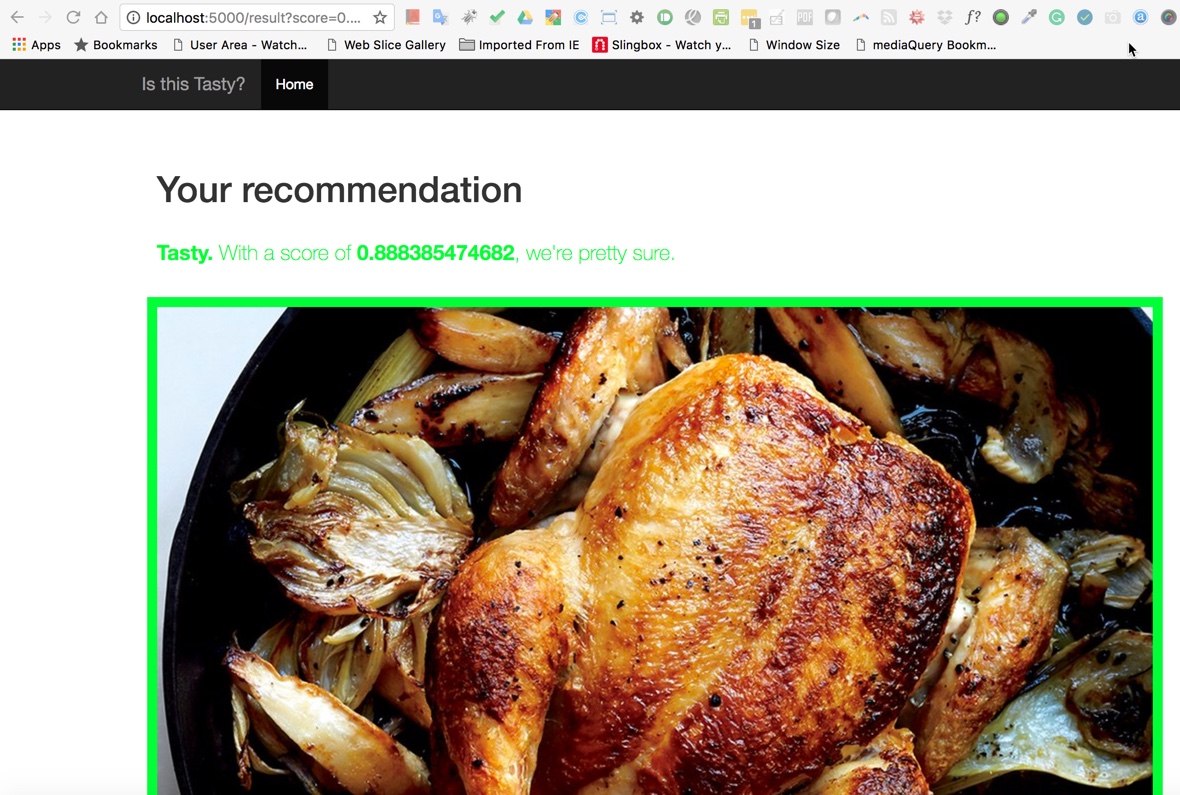 localhost:5000/result?score=0....
Apps Bookmarks User Area - Watch... Web Slice Gallery Imported From IE Slingbox - Watch y... Window Size mediaQuery Bookm...
Is this Tasty? Home
Your recommendation
Tasty. With a score of 0.888385474682, we're pretty sure.